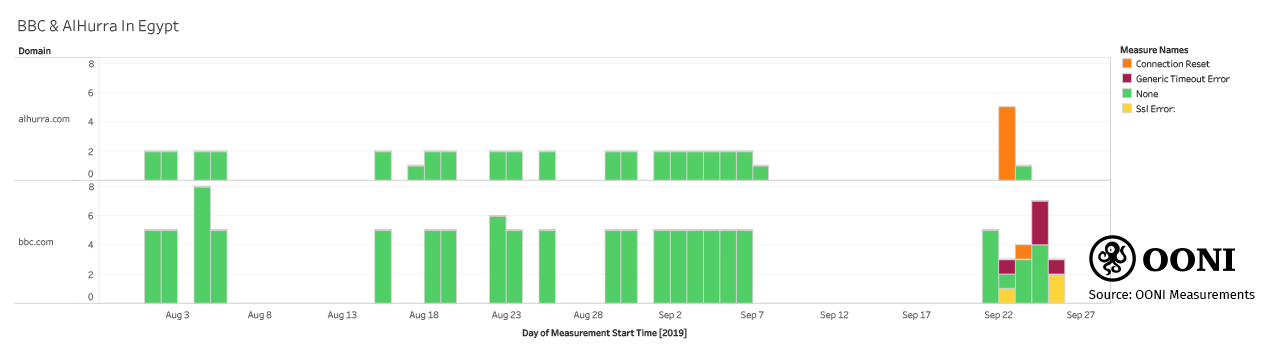 BBC & AlHurra In Egypt
Domain
Measure Names
Connection Reset
Generic Timeout Error
None
Ssl Error:
alhurra.com
8
6
4
2
0
bbc.com
8
6
4
2
0
Aug 3 Aug 8 Aug 13 Aug 18 Aug 23 Aug 28 Sep 2 Sep 7 Sep 12 Sep 17 Sep 22 Sep 27
Day of Measurement Start Time [2019]
OONI
Source: OONI Measurements